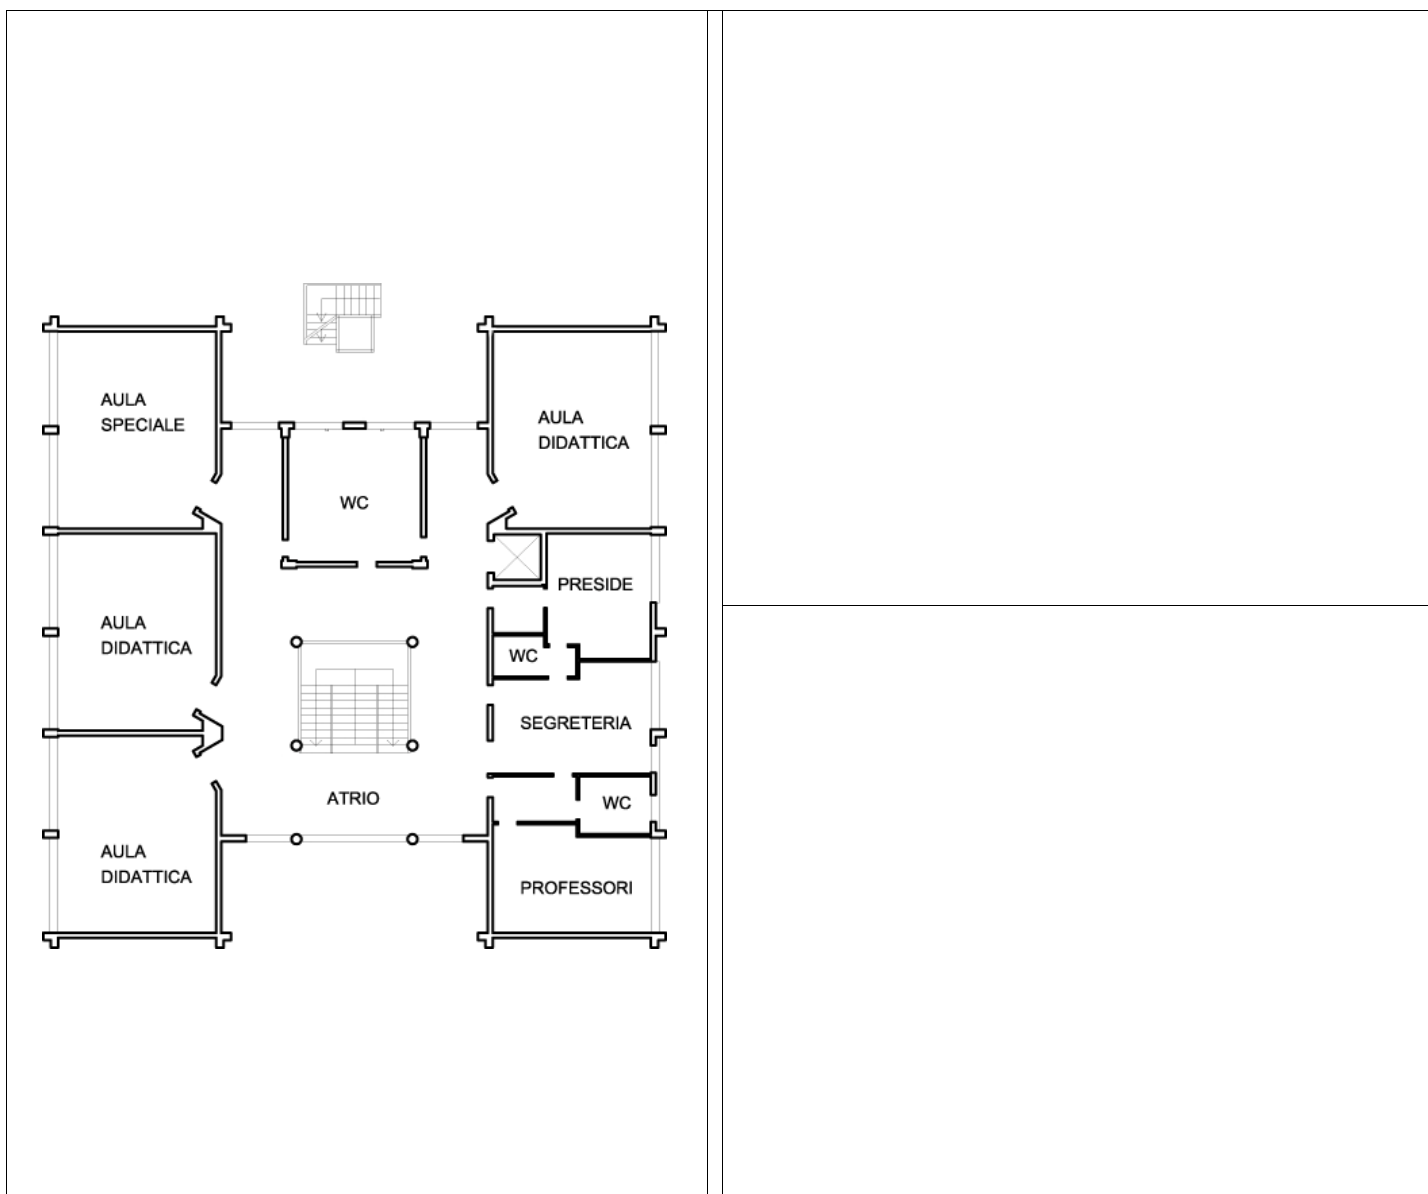 AULA
SPECIALE
AULA
DIDATTICA
WC
PRESIDE
AULA
DIDATTICA
WC
SEGRETERIA
ATRIO
WC
AULA
DIDATTICA
PROFESSORI